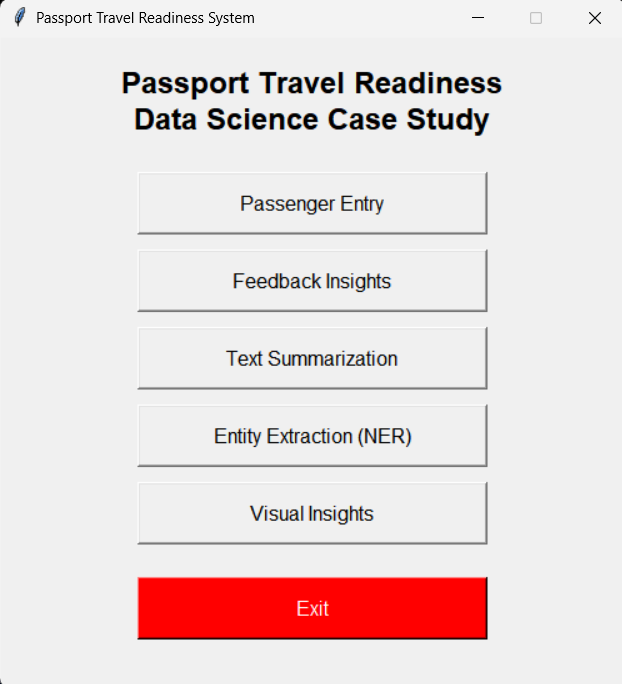 Passport Travel Readiness System
Passport Travel Readiness
Data Science Case Study
Passenger Entry
Feedback Insights
Text Summarization
Entity Extraction (NER)
Visual Insights
Exit